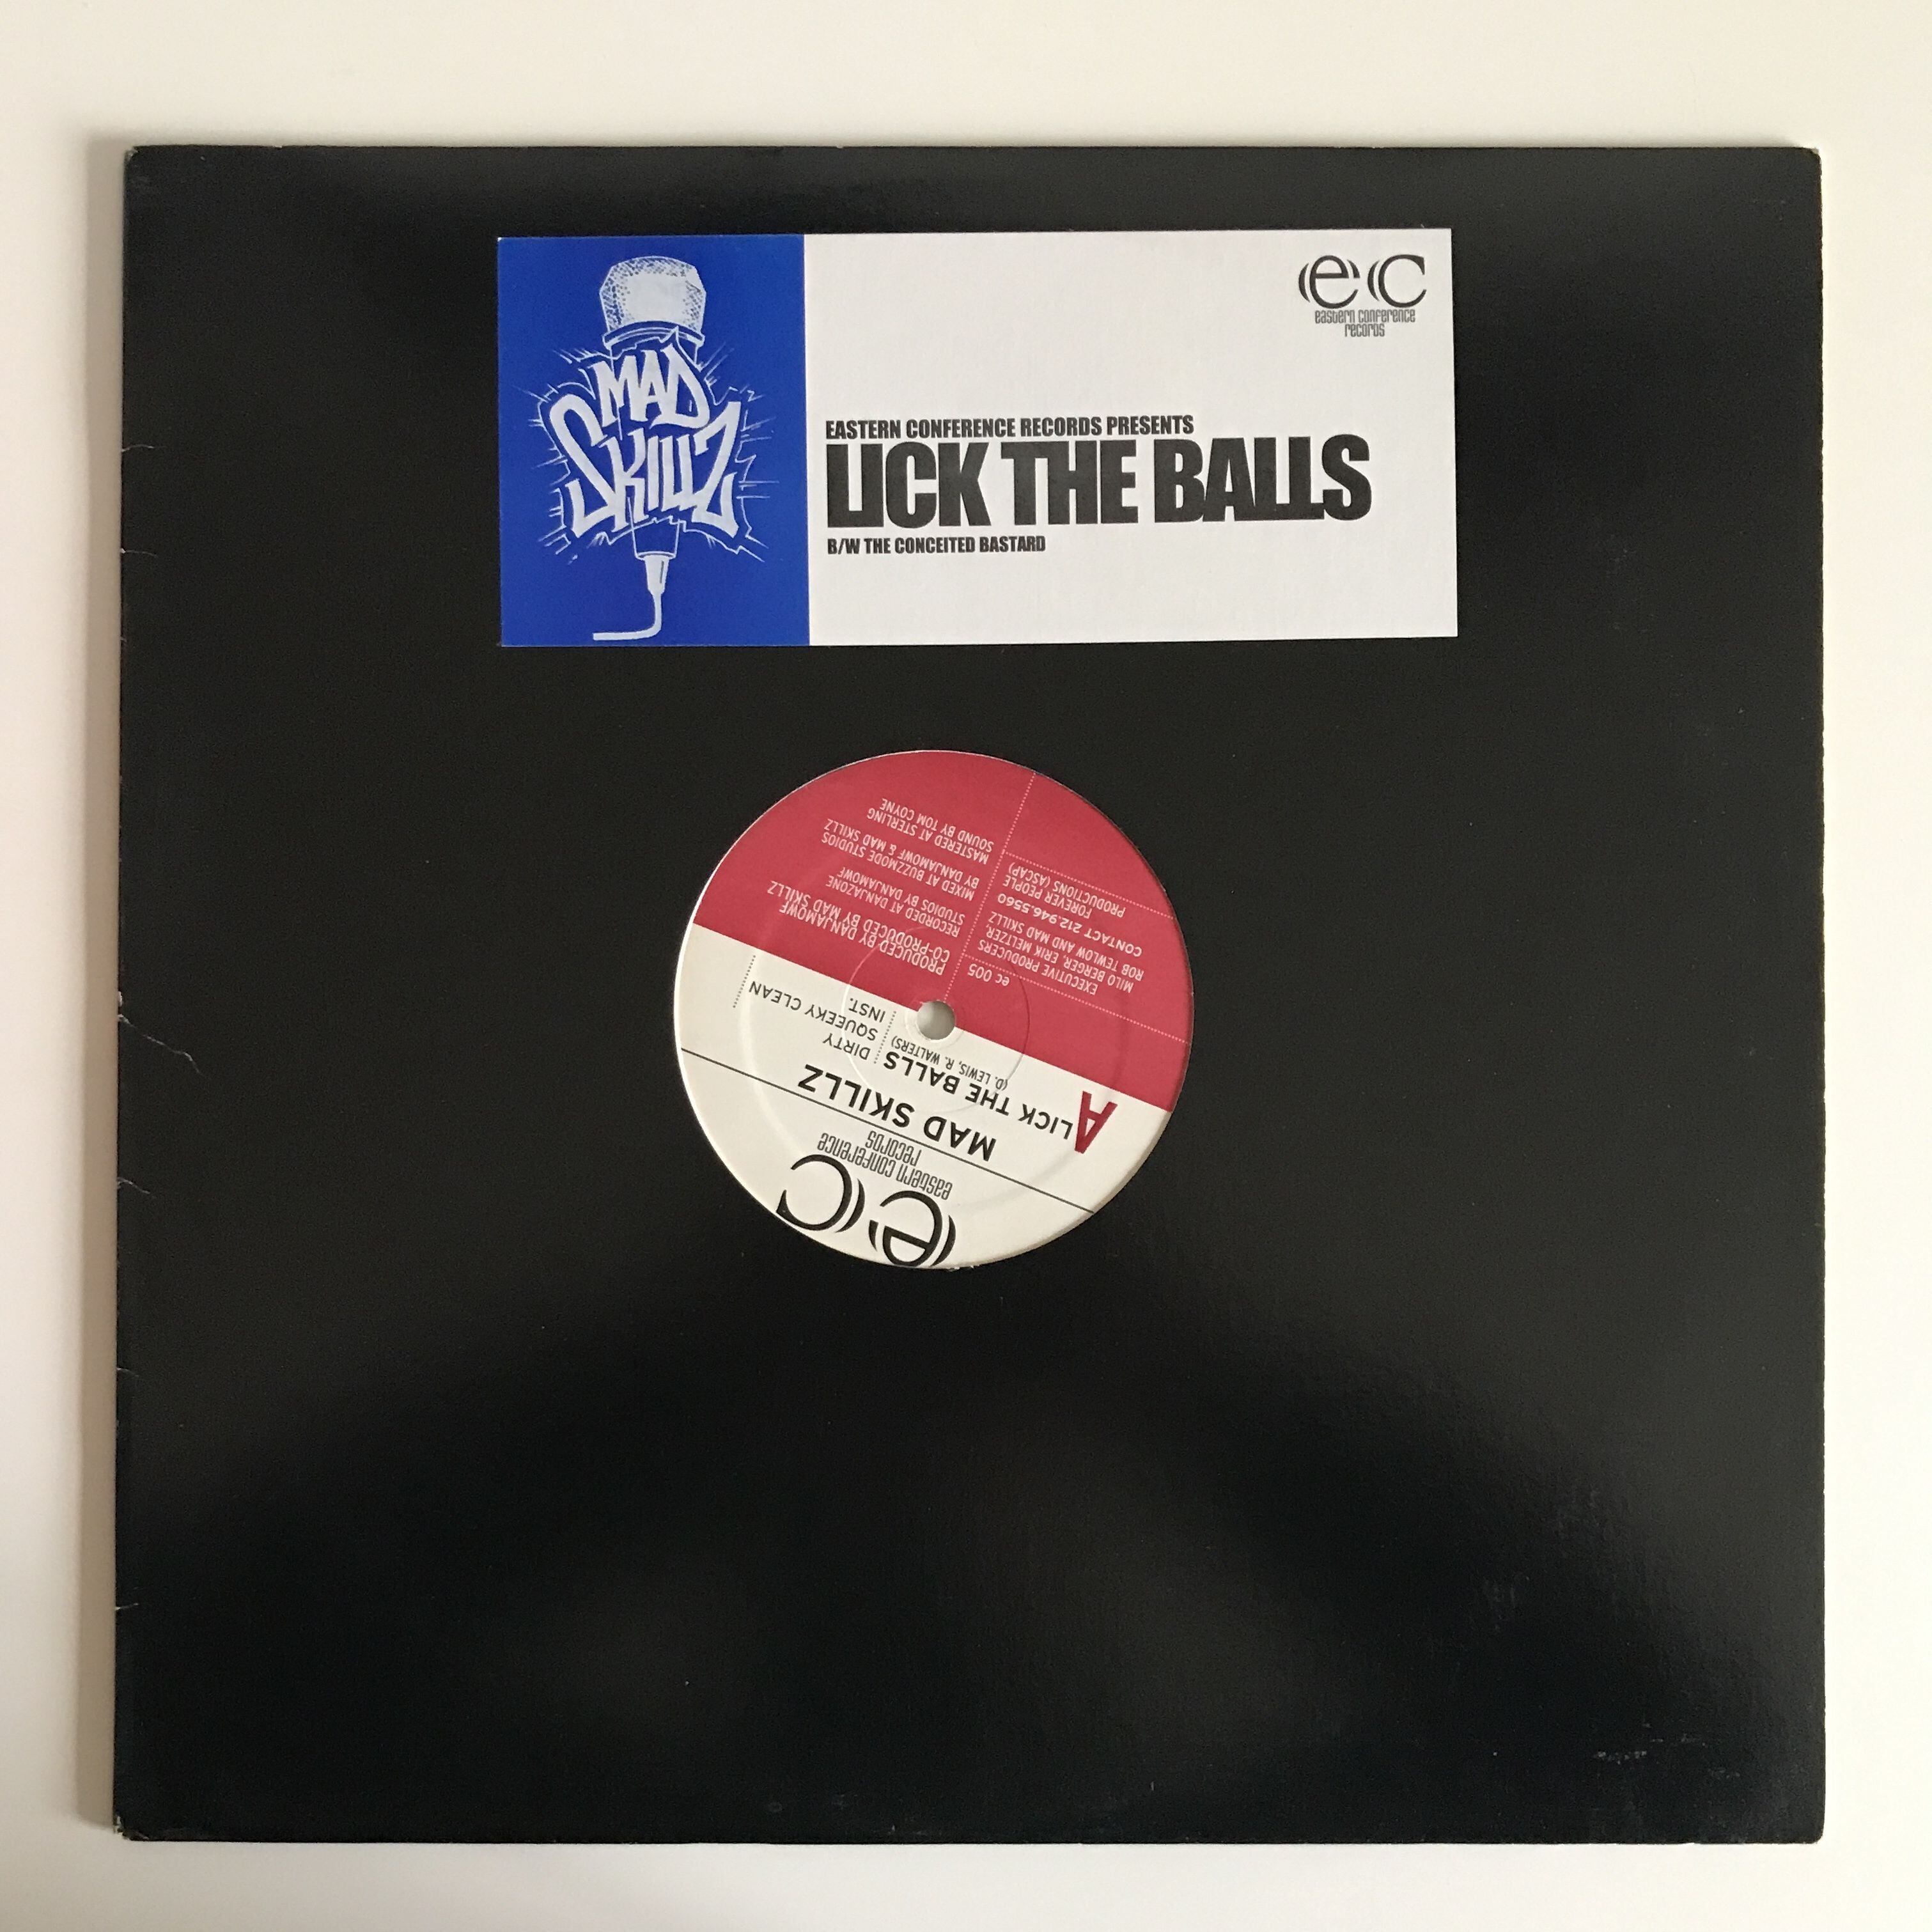 MAD
SKILLZ
ec
eastern conference
records
EASTERN CONFERENCE RECORDS PRESENTS
LICK THE BALLS
B/W THE CONCEITED BASTARD
ec
eastern conference
records
MAD SKILLZ
A
LICK THE BALLS
(D. LEWIS, R. WALTERS)
DIRTY
SQUEEKY CLEAN
INST.
ec 005
EXECUTIVE PRODUCERS
MILO BERGER, ERIK MELTZER,
ROB TEWLOW AND MAD SKILLZ
CONTACT 212.946.5560
FOREVER PEOPLE
PRODUCTIONS (ASCAP)
PRODUCED BY DANJAMOWF
CO-PRODUCED BY MAD SKILLZ
RECORDED AT DANJAZONE
STUDIOS BY DANJAMOWF
MIXED AT BUZZMODE STUDIOS
BY DANJAMOWF & MAD SKILLZ
MASTERED AT STERLING
SOUND BY TOM COYNE